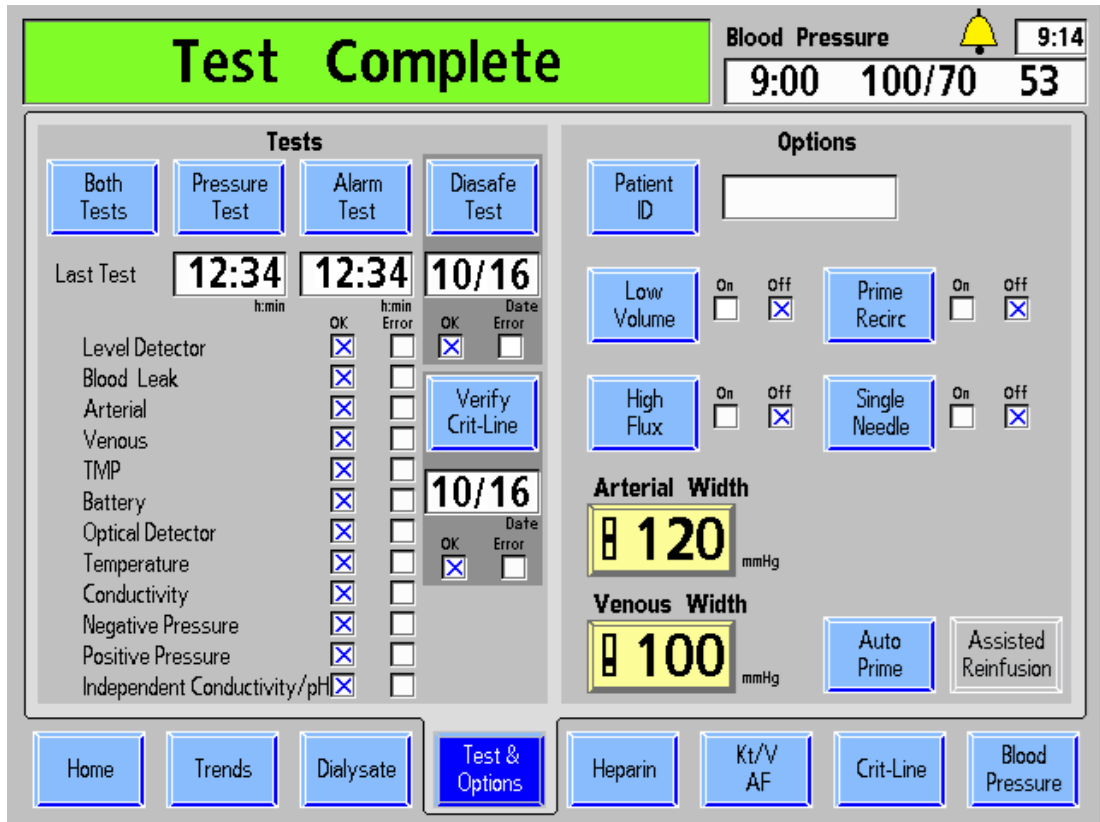 Test Complete
Blood Pressure
9:14
9:00 100/70 53
Tests
Both
Tests
Pressure
Test
Alarm
Test
Diasafe
Test
Last Test
12:34
h:min
12:34
h:min
10/16
Date
OK Error
OK Error
Level Detector
Blood Leak
Arterial
Venous
TMP
Battery
Optical Detector
Temperature
Conductivity
Negative Pressure
Positive Pressure
Independent Conductivity/pH
Verify
Crit-Line
10/16
Date
OK Error
Options
Patient
ID
Low
Volume
On Off
Prime
Recirc
On Off
High
Flux
On Off
Single
Needle
On Off
Arterial Width
120
mmHg
Venous Width
100
mmHg
Auto
Prime
Assisted
Reinfusion
Home
Trends
Dialysate
Test &
Options
Heparin
Kt/V
AF
Crit-Line
Blood
Pressure